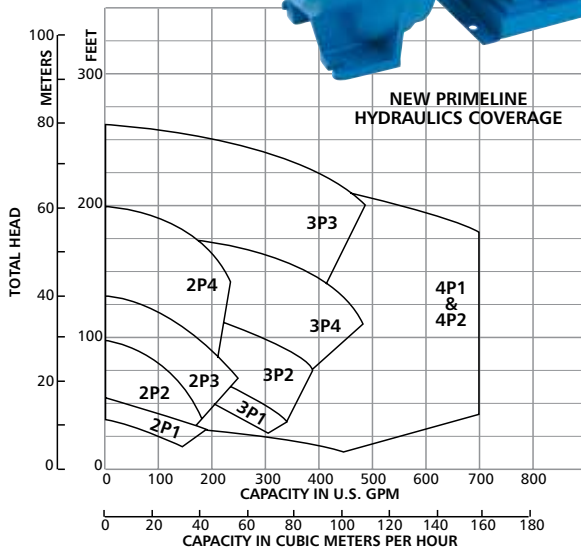 NEW PRIMELINE
HYDRAULICS COVERAGE
TOTAL HEAD
METERS
100
80
60
40
20
0
FEET
300
200
100
0
3P3
2P4
3P4
4P1
&
4P2
2P3
3P2
2P2
3P1
2P1
0 100 200 300 400 500 600 700 800
CAPACITY IN U.S. GPM
0 20 40 60 80 100 120 140 160 180
CAPACITY IN CUBIC METERS PER HOUR